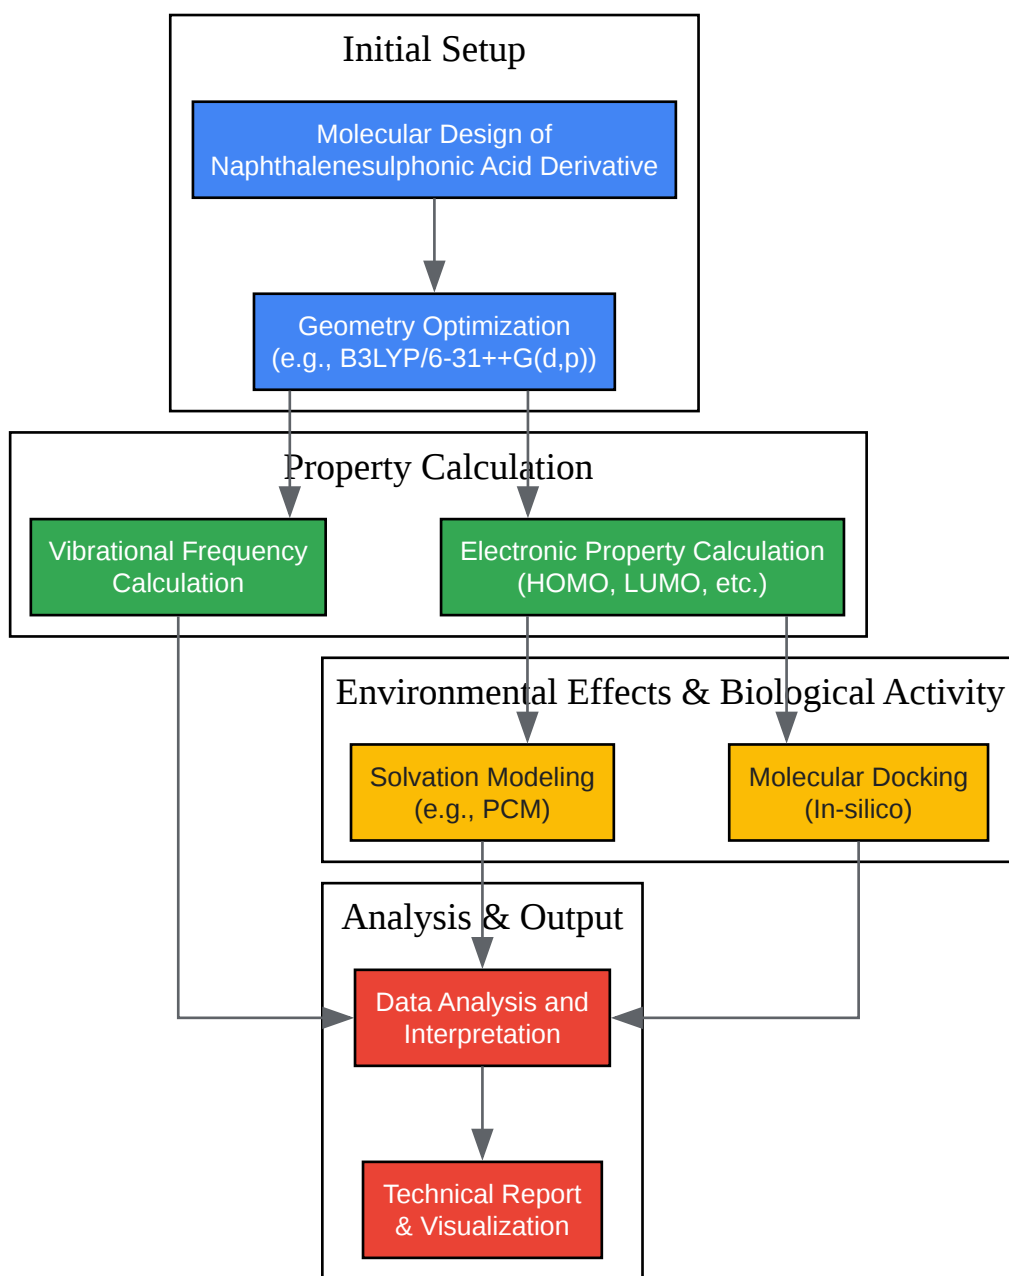 Initial Setup
Molecular Design of
Naphthalenesulphonic Acid Derivative
Geometry Optimization
(e.g., B3LYP/6-31++G(d,p))
Property Calculation
Vibrational Frequency
Calculation
Electronic Property Calculation
(HOMO, LUMO, etc.)
Environmental Effects & Biological Activity
Solvation Modeling
(e.g., PCM)
Molecular Docking
(In-silico)
Analysis & Output
Data Analysis and
Interpretation
Technical Report
& Visualization